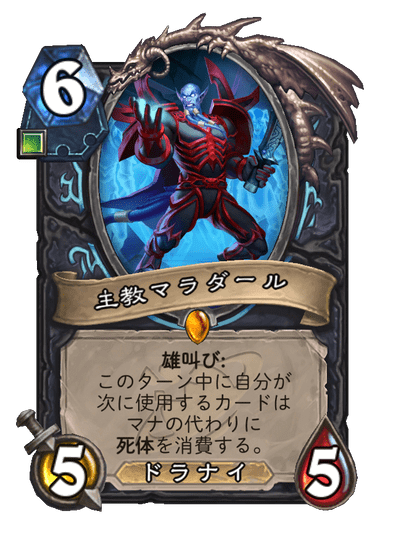 6
主教マラダール
雄叫び:
このターン中に自分が
次に使用するカードは
マナの代わりに
死体を消費する。
5
ドラナイ
5